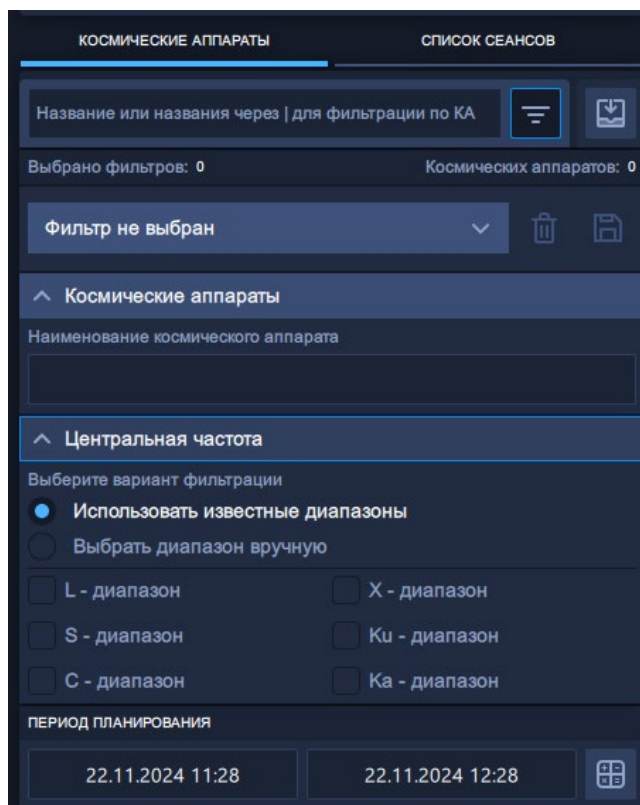 КОСМИЧЕСКИЕ АППАРАТЫ СПИСОК СЕАНСОВ
Название или названия через | для фильтрации по КА
Выбрано фильтров: 0 Космических аппаратов: 0
Фильтр не выбран
Космические аппараты
Наименование космического аппарата
Центральная частота
Выберите вариант фильтрации
Использовать известные диапазоны
Выбрать диапазон вручную
L - диапазон X - диапазон
S - диапазон Ku - диапазон
C - диапазон Ka - диапазон
ПЕРИОД ПЛАНИРОВАНИЯ
22.11.2024 11:28 22.11.2024 12:28